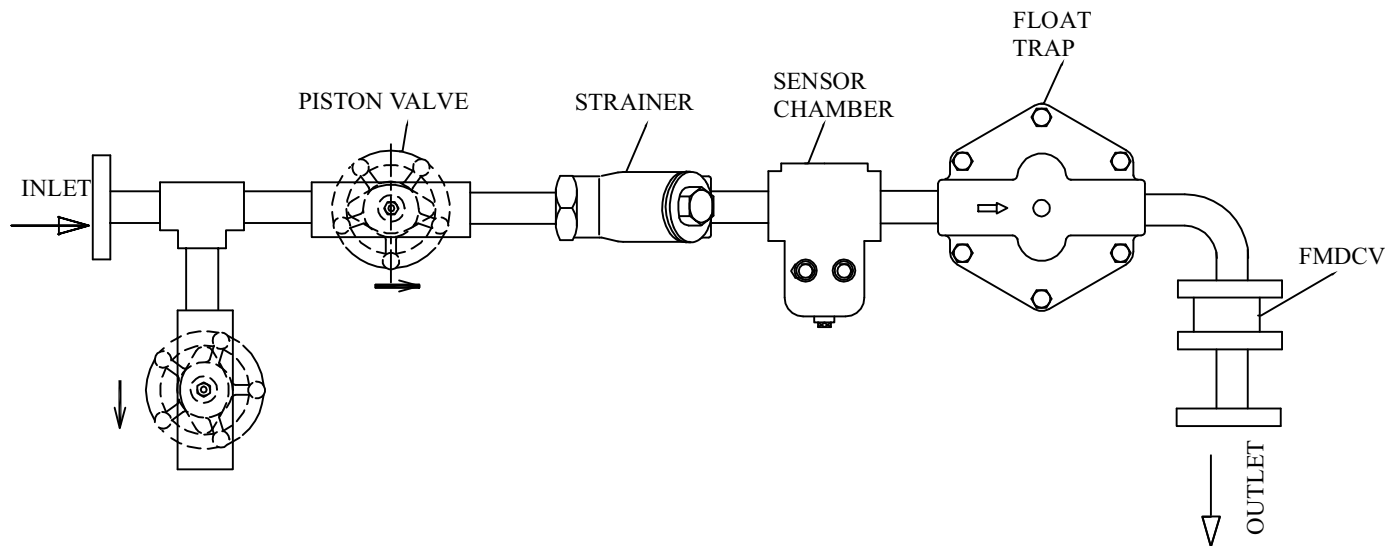 FLOAT
TRAP
PISTON VALVE
STRAINER
SENSOR
CHAMBER
INLET
FMDCV
OUTLET